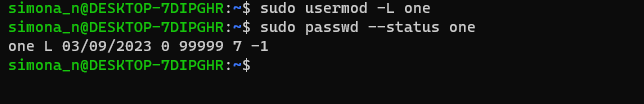 simona_n@DESKTOP-7DIPGHR:~$ sudo usermod -L one
simona_n@DESKTOP-7DIPGHR:~$ sudo passwd --status one
one L 03/09/2023 0 99999 7 -1
simona_n@DESKTOP-7DIPGHR:~$